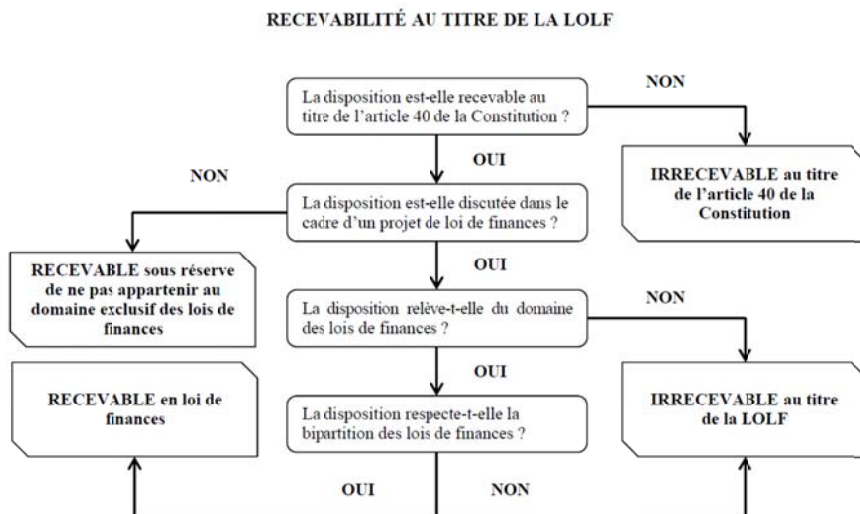 RECEVABILITÉ AU TITRE DE LA LOLF
La disposition est-elle recevable au
titre de l'article 40 de la Constitution ?
NON
OUI
IRRECEVABLE au titre
de l'article 40 de la
Constitution
NON
La disposition est-elle discutée dans le
cadre d'un projet de loi de finances ?
OUI
RECEVABLE sous réserve
de ne pas appartenir au
domaine exclusif des lois de
finances
La disposition relève-t-elle du domaine
des lois de finances ?
NON
OUI
RECEVABLE en loi de
finances
La disposition respecte-t-elle la
bipartition des lois de finances ?
IRRECEVABLE au titre
de la LOLF
OUI
NON